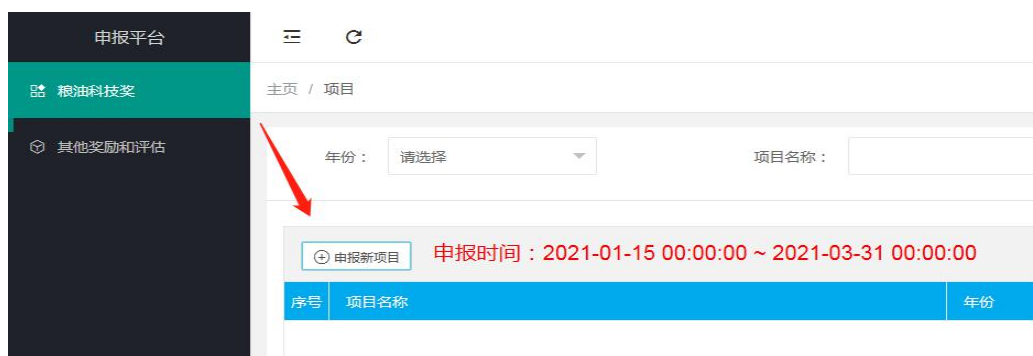 申报平台
粮油科技奖
其他奖励和评估
主页 / 项目
年份： 请选择 项目名称：
申报新项目 申报时间：2021-01-15 00:00:00 ~ 2021-03-31 00:00:00
序号 项目名称 年份